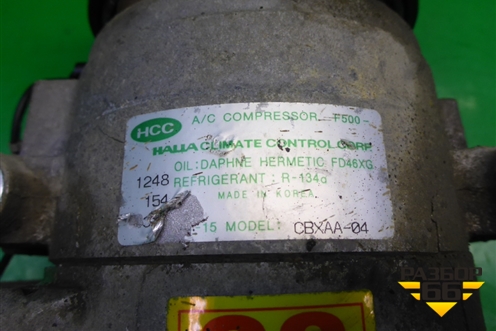 HCC A/C COMPRESSOR F500-
HALLA CLIMATE CONTROL CORP
OIL:DAPHNE HERMETIC FD46XG
1248 REFRIGERANT : R-134a
154 MADE IN KOREA
-15 MODEL: CBXAA-04
РАЗБОР
66